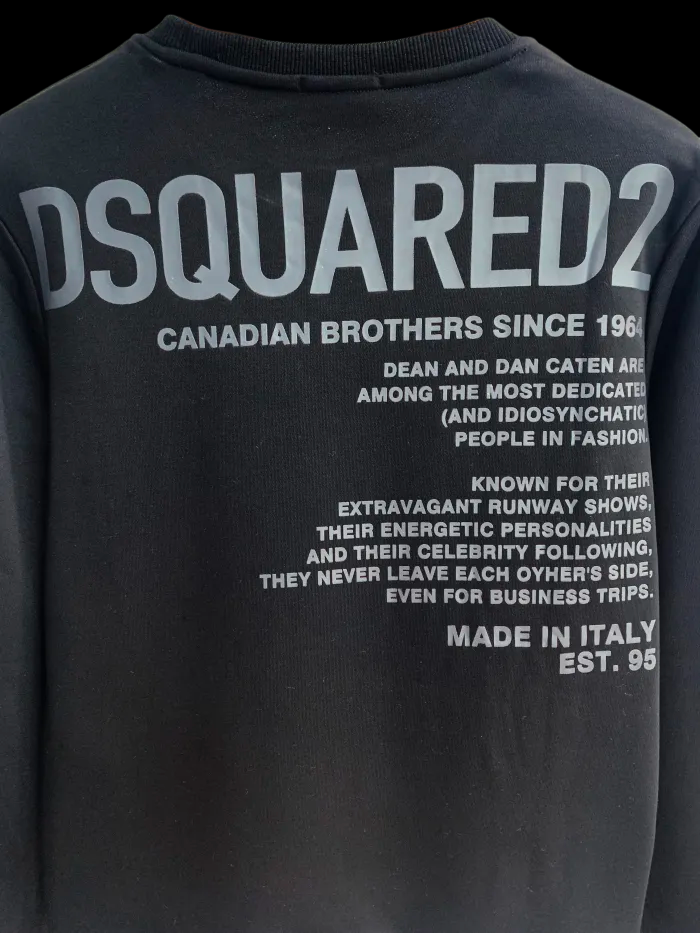 DSQUARED2
CANADIAN BROTHERS SINCE 1964
DEAN AND DAN CATEN ARE
AMONG THE MOST DEDICATED
(AND IDIOSYNCHATIC
PEOPLE IN FASHION.
KNOWN FOR THEIR
EXTRAVAGANT RUNWAY SHOWS,
THEIR ENERGETIC PERSONALITIES
AND THEIR CELEBRITY FOLLOWING,
THEY NEVER LEAVE EACH OYHER'S SIDE,
EVEN FOR BUSINESS TRIPS.
MADE IN ITALY
EST. 95